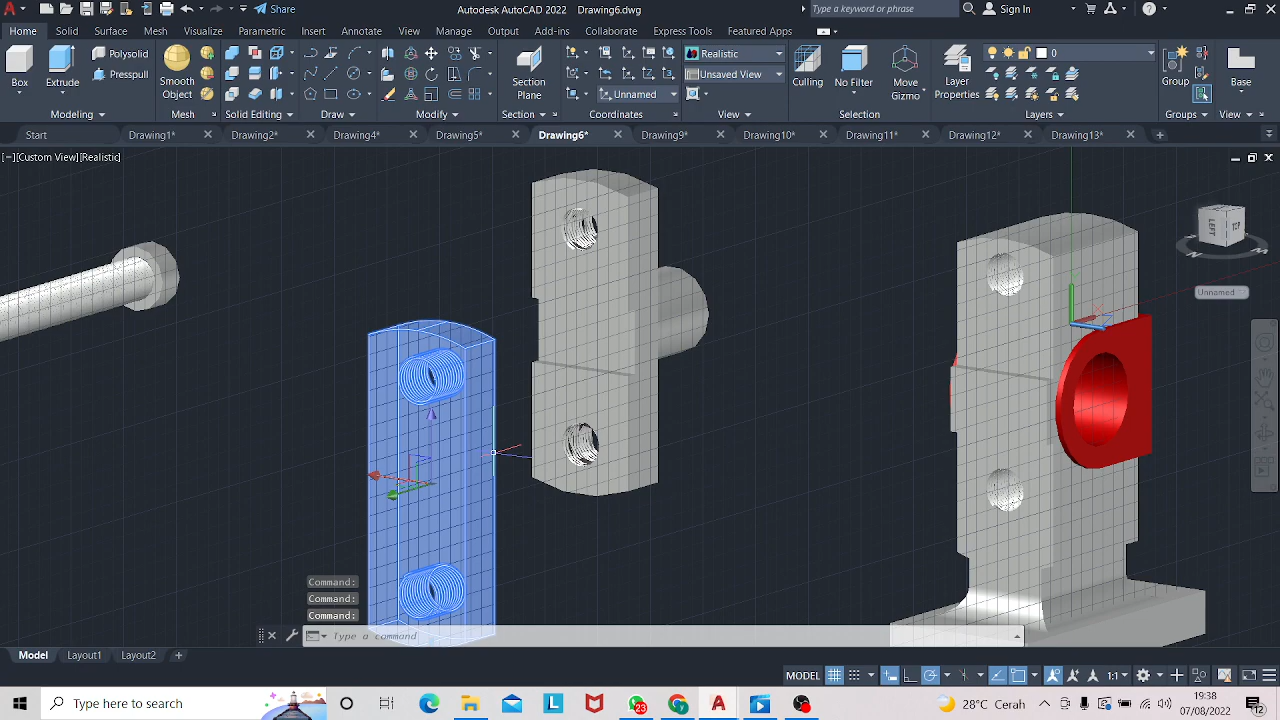 Share
Autodesk AutoCAD 2022 Drawing6.dwg
Type a keyword or phrase
Sign In
Home Solid Surface Mesh Visualize Parametric Insert Annotate View Manage Output Add-ins Collaborate Express Tools Featured Apps
Box
Extrude
Polysolid
Presspull
Smooth Object
Section Plane
Realistic
Unsaved View
Unnamed
Culling
No Filter
Move Gizmo
Layer Properties
0
Group
Base
Modeling
Mesh
Solid Editing
Draw
Modify
Section
Coordinates
View
Selection
Layers
Groups
View
Start Drawing1* Drawing2* Drawing4* Drawing5* Drawing6* Drawing9* Drawing10* Drawing11* Drawing12* Drawing13*
[−][Custom View][Realistic]
LEFT
Unnamed
Command:
Command:
Command:
Type a command
Model Layout1 Layout2
MODEL
1:1
Type here to search
23
28°C Cerah
19:38
07/08/2022
12